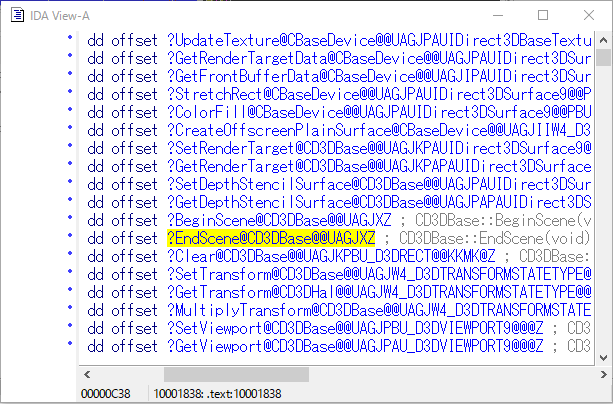 IDA View-A
dd offset ?UpdateTexture@CBaseDevice@@UAGJPAUIDirect3DBaseTextu
dd offset ?GetRenderTargetData@CBaseDevice@@UAGJPAUIDirect3DSur
dd offset ?GetFrontBufferData@CBaseDevice@@UAGJIPAUIDirect3DSur
dd offset ?StretchRect@CBaseDevice@@UAGJPAUIDirect3DSurface9@@P
dd offset ?ColorFill@CBaseDevice@@UAGJPAUIDirect3DSurface9@@PBU
dd offset ?CreateOffscreenPlainSurface@CBaseDevice@@UAGJIIW4_D3
dd offset ?SetRenderTarget@CD3DBase@@UAGJKPAUIDirect3DSurface9@
dd offset ?GetRenderTarget@CD3DBase@@UAGJKPAPAUIDirect3DSurface
dd offset ?SetDepthStencilSurface@CD3DBase@@UAGJPAUIDirect3DSur
dd offset ?GetDepthStencilSurface@CD3DBase@@UAGJPAPAUIDirect3DS
dd offset ?BeginScene@CD3DBase@@UAGJXZ ; CD3DBase::BeginScene(v
dd offset ?EndScene@CD3DBase@@UAGJXZ ; CD3DBase::EndScene(void)
dd offset ?Clear@CD3DBase@@UAGJKPBU_D3DRECT@@KKMK@Z ; CD3DBase:
dd offset ?SetTransform@CD3DBase@@UAGJW4_D3DTRANSFORMSTATETYPE@
dd offset ?GetTransform@CD3DHal@@UAGJW4_D3DTRANSFORMSTATETYPE@@
dd offset ?MultiplyTransform@CD3DBase@@UAGJW4_D3DTRANSFORMSTATE
dd offset ?SetViewport@CD3DBase@@UAGJPBU_D3DVIEWPORT9@@@Z ; CD3
dd offset ?GetViewport@CD3DBase@@UAGJPAU_D3DVIEWPORT9@@@Z ; CD3
00000C38 10001838: .text:10001838